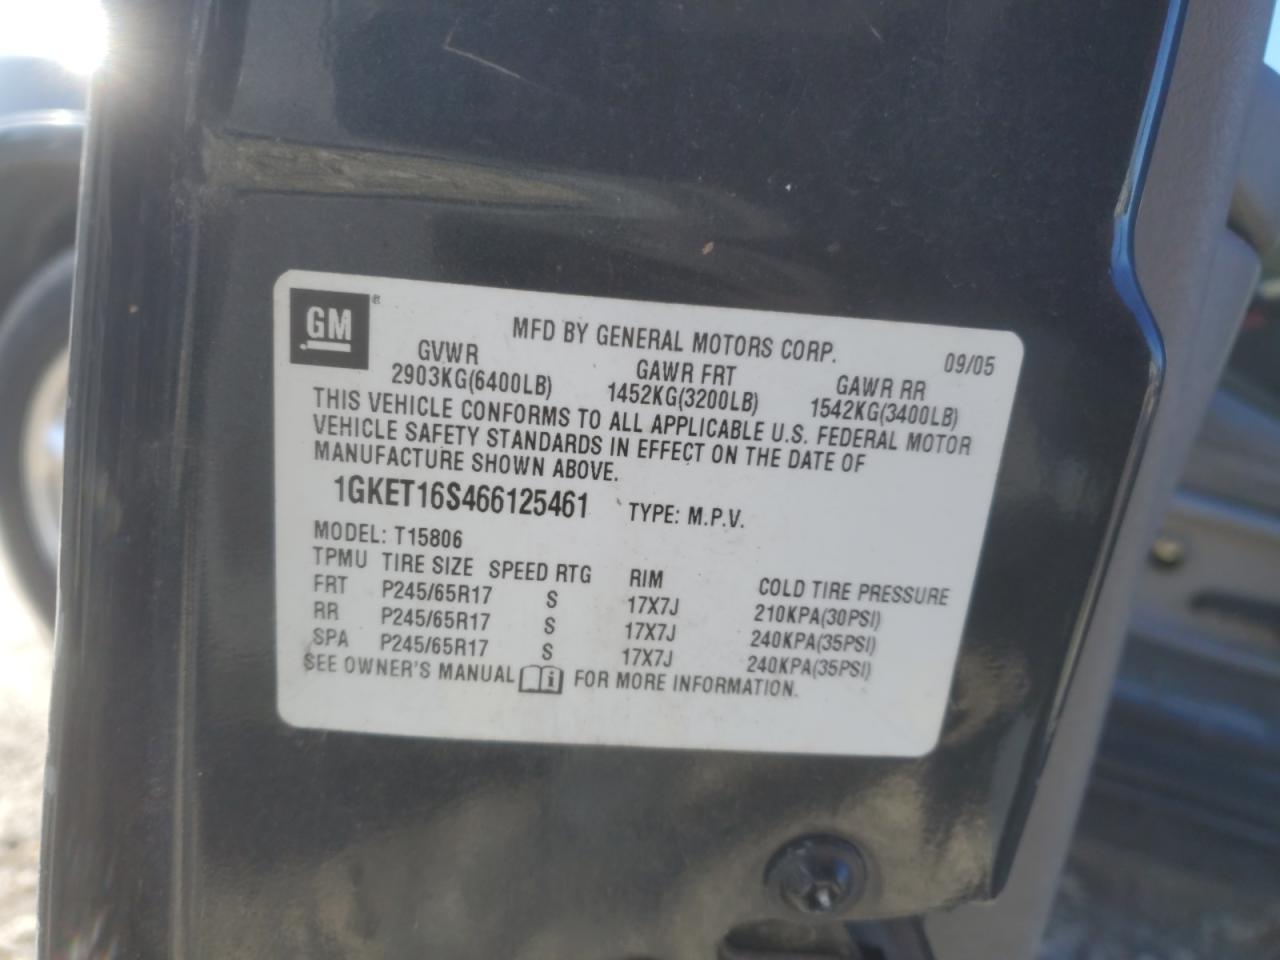 GM ®
MFD BY GENERAL MOTORS CORP. 09/05
GVWR GAWR FRT GAWR RR
2903KG(6400LB) 1452KG(3200LB) 1542KG(3400LB)
THIS VEHICLE CONFORMS TO ALL APPLICABLE U.S. FEDERAL MOTOR
VEHICLE SAFETY STANDARDS IN EFFECT ON THE DATE OF
MANUFACTURE SHOWN ABOVE.
1GKET16S466125461 TYPE: M.P.V.
MODEL: T15806
TPMU TIRE SIZE SPEED RTG RIM COLD TIRE PRESSURE
FRT P245/65R17 S 17X7J 210KPA(30PSI)
RR P245/65R17 S 17X7J 240KPA(35PSI)
SPA P245/65R17 S 17X7J 240KPA(35PSI)
SEE OWNER'S MANUAL i FOR MORE INFORMATION.